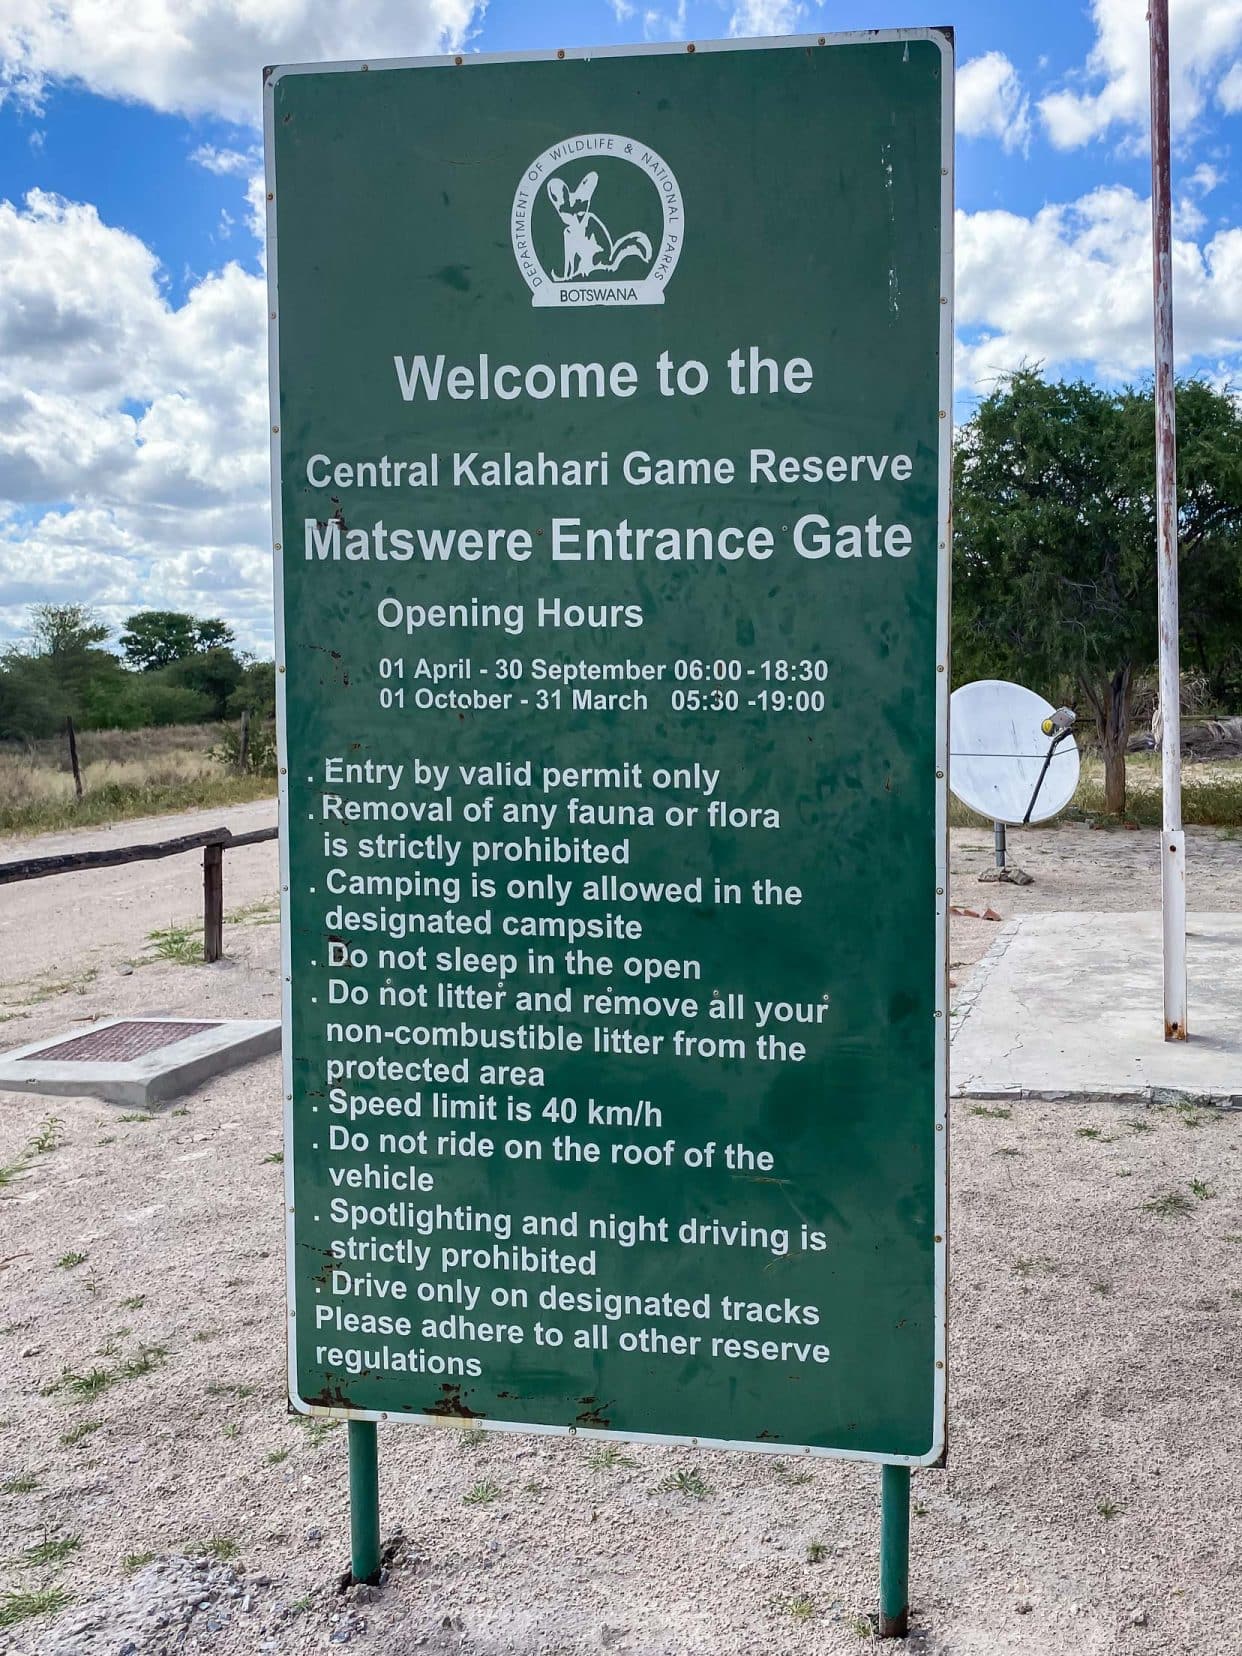 DEPARTMENT OF WILDLIFE & NATIONAL PARKS
BOTSWANA
Welcome to the
Central Kalahari Game Reserve
Matswere Entrance Gate
Opening Hours
01 April - 30 September 06:00 - 18:30
01 October - 31 March 05:30 -19:00
. Entry by valid permit only
. Removal of any fauna or flora
is strictly prohibited
. Camping is only allowed in the
designated campsite
. Do not sleep in the open
. Do not litter and remove all your
non-combustible litter from the
protected area
. Speed limit is 40 km/h
. Do not ride on the roof of the
vehicle
. Spotlighting and night driving is
strictly prohibited
. Drive only on designated tracks
Please adhere to all other reserve
regulations